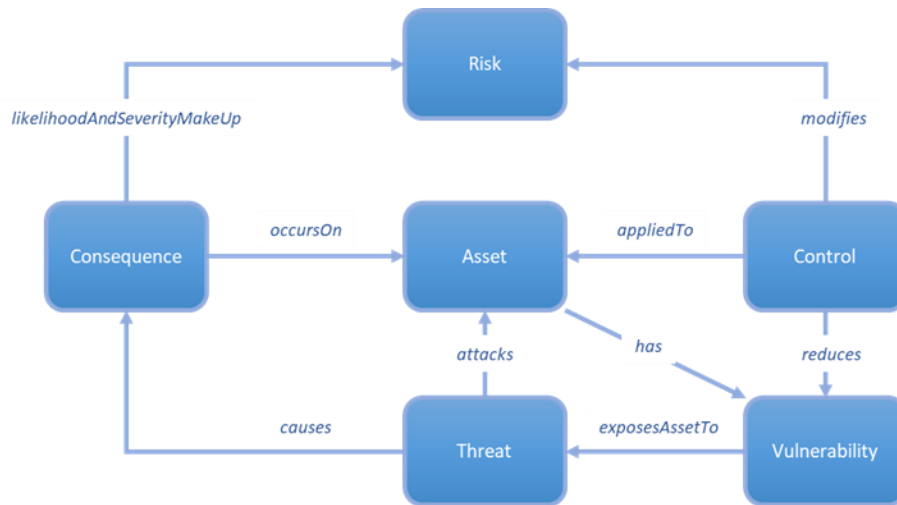 Risk
likelihoodAndSeverityMakeUp
modifies
Consequence
occursOn
Asset
appliedTo
Control
attacks
has
reduces
causes
Threat
exposesAssetTo
Vulnerability